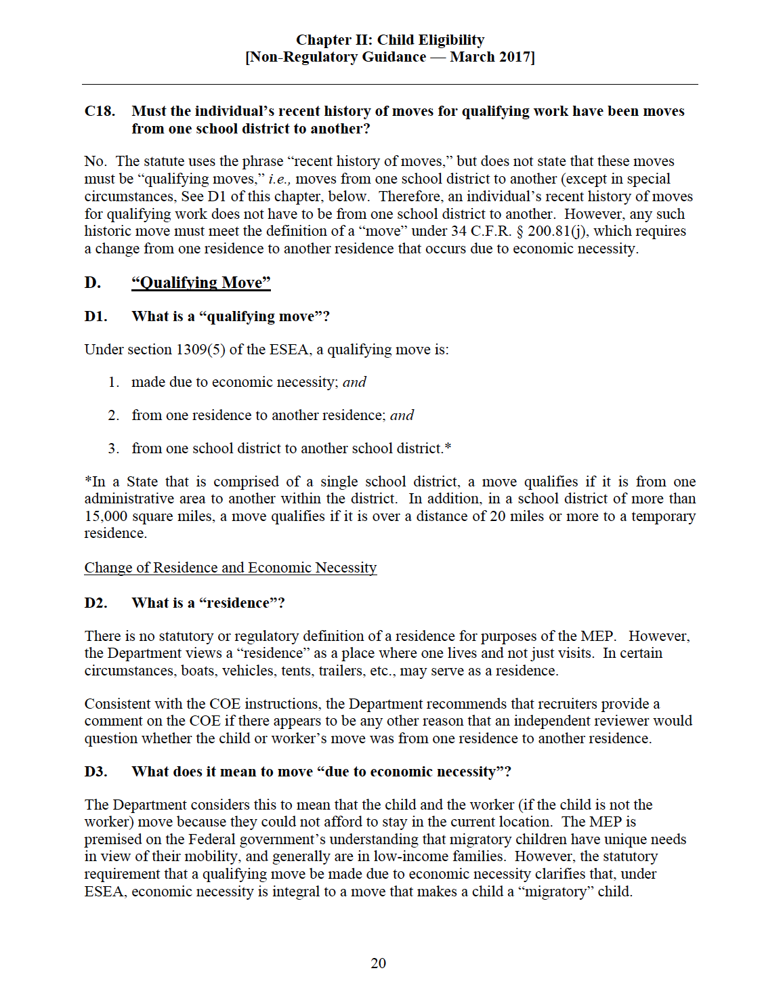 Chapter II: Child Eligibility
[Non-Regulatory Guidance — March 2017]
C18. Must the individual’s recent history of moves for qualifying work have been moves
from one school district to another?
No. The statute uses the phrase “recent history of moves,” but does not state that these moves
must be “qualifying moves,” i.e., moves from one school district to another (except in special
circumstances, See D1 of this chapter, below. Therefore, an individual’s recent history of moves
for qualifying work does not have to be from one school district to another. However, any such
historic move must meet the definition of a “move” under 34 C.F.R. § 200.81(j), which requires
a change from one residence to another residence that occurs due to economic necessity.
D. “Qualifying Move”
D1. What is a “qualifying move”?
Under section 1309(5) of the ESEA, a qualifying move is:
1. made due to economic necessity; and
2. from one residence to another residence; and
3. from one school district to another school district.*
*In a State that is comprised of a single school district, a move qualifies if it is from one
administrative area to another within the district. In addition, in a school district of more than
15,000 square miles, a move qualifies if it is over a distance of 20 miles or more to a temporary
residence.
Change of Residence and Economic Necessity
D2. What is a “residence”?
There is no statutory or regulatory definition of a residence for purposes of the MEP. However,
the Department views a “residence” as a place where one lives and not just visits. In certain
circumstances, boats, vehicles, tents, trailers, etc., may serve as a residence.
Consistent with the COE instructions, the Department recommends that recruiters provide a
comment on the COE if there appears to be any other reason that an independent reviewer would
question whether the child or worker’s move was from one residence to another residence.
D3. What does it mean to move “due to economic necessity”?
The Department considers this to mean that the child and the worker (if the child is not the
worker) move because they could not afford to stay in the current location. The MEP is
premised on the Federal government’s understanding that migratory children have unique needs
in view of their mobility, and generally are in low-income families. However, the statutory
requirement that a qualifying move be made due to economic necessity clarifies that, under
ESEA, economic necessity is integral to a move that makes a child a “migratory” child.
20